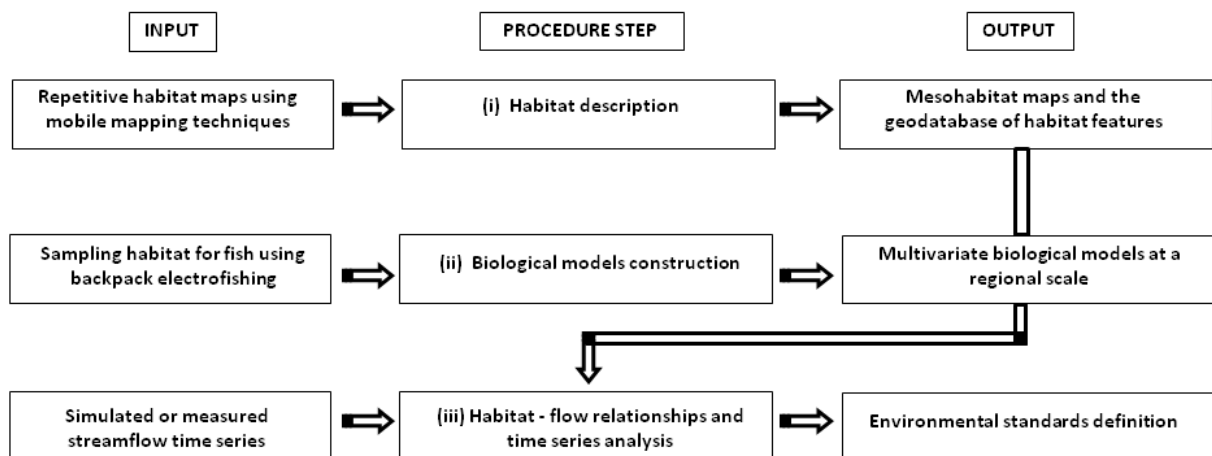 INPUT
PROCEDURE STEP
OUTPUT
Repetitive habitat maps using
mobile mapping techniques
(i) Habitat description
Mesohabitat maps and the
geodatabase of habitat features
Sampling habitat for fish using
backpack electrofishing
(ii) Biological models construction
Multivariate biological models at a
regional scale
Simulated or measured
streamflow time series
(iii) Habitat - flow relationships and
time series analysis
Environmental standards definition